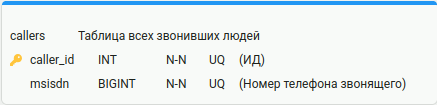 callers Таблица всех звонивших людей
caller_id INT N-N UQ (ИД)
msisdn BIGINT N-N UQ (Номер телефона звонящего)